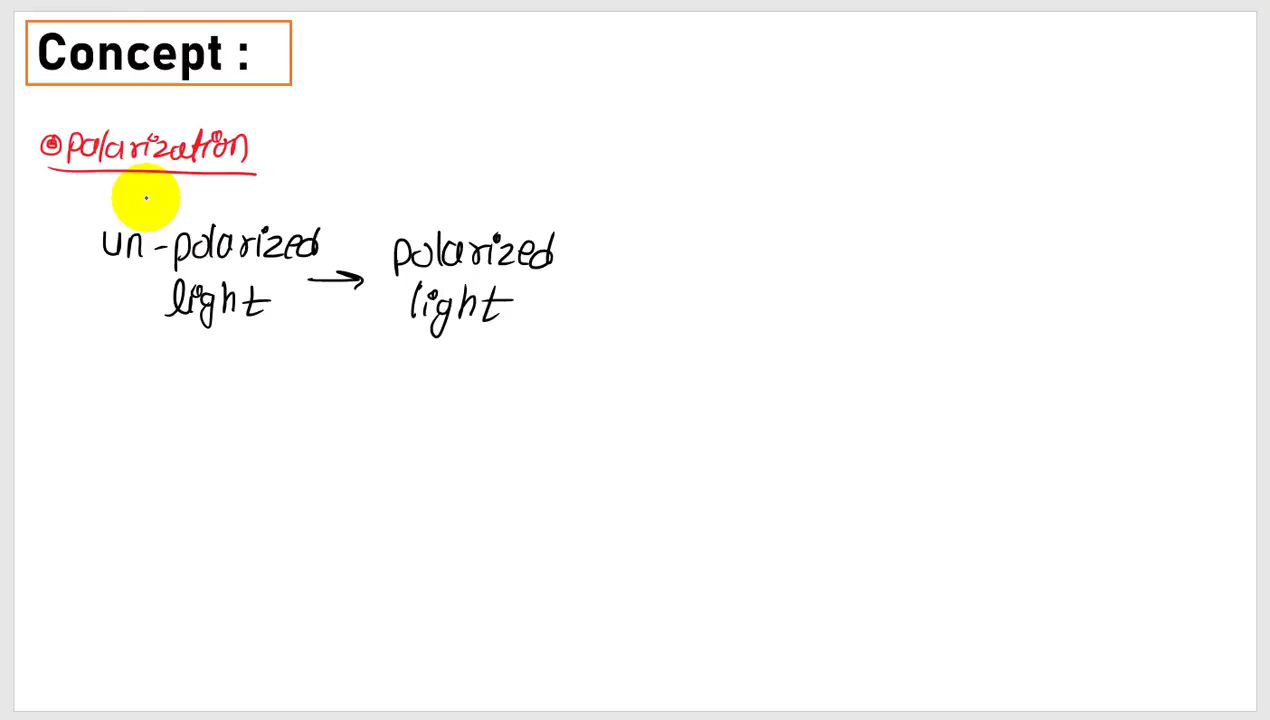 Concept :
polarization
un-polarized polarized
light → light